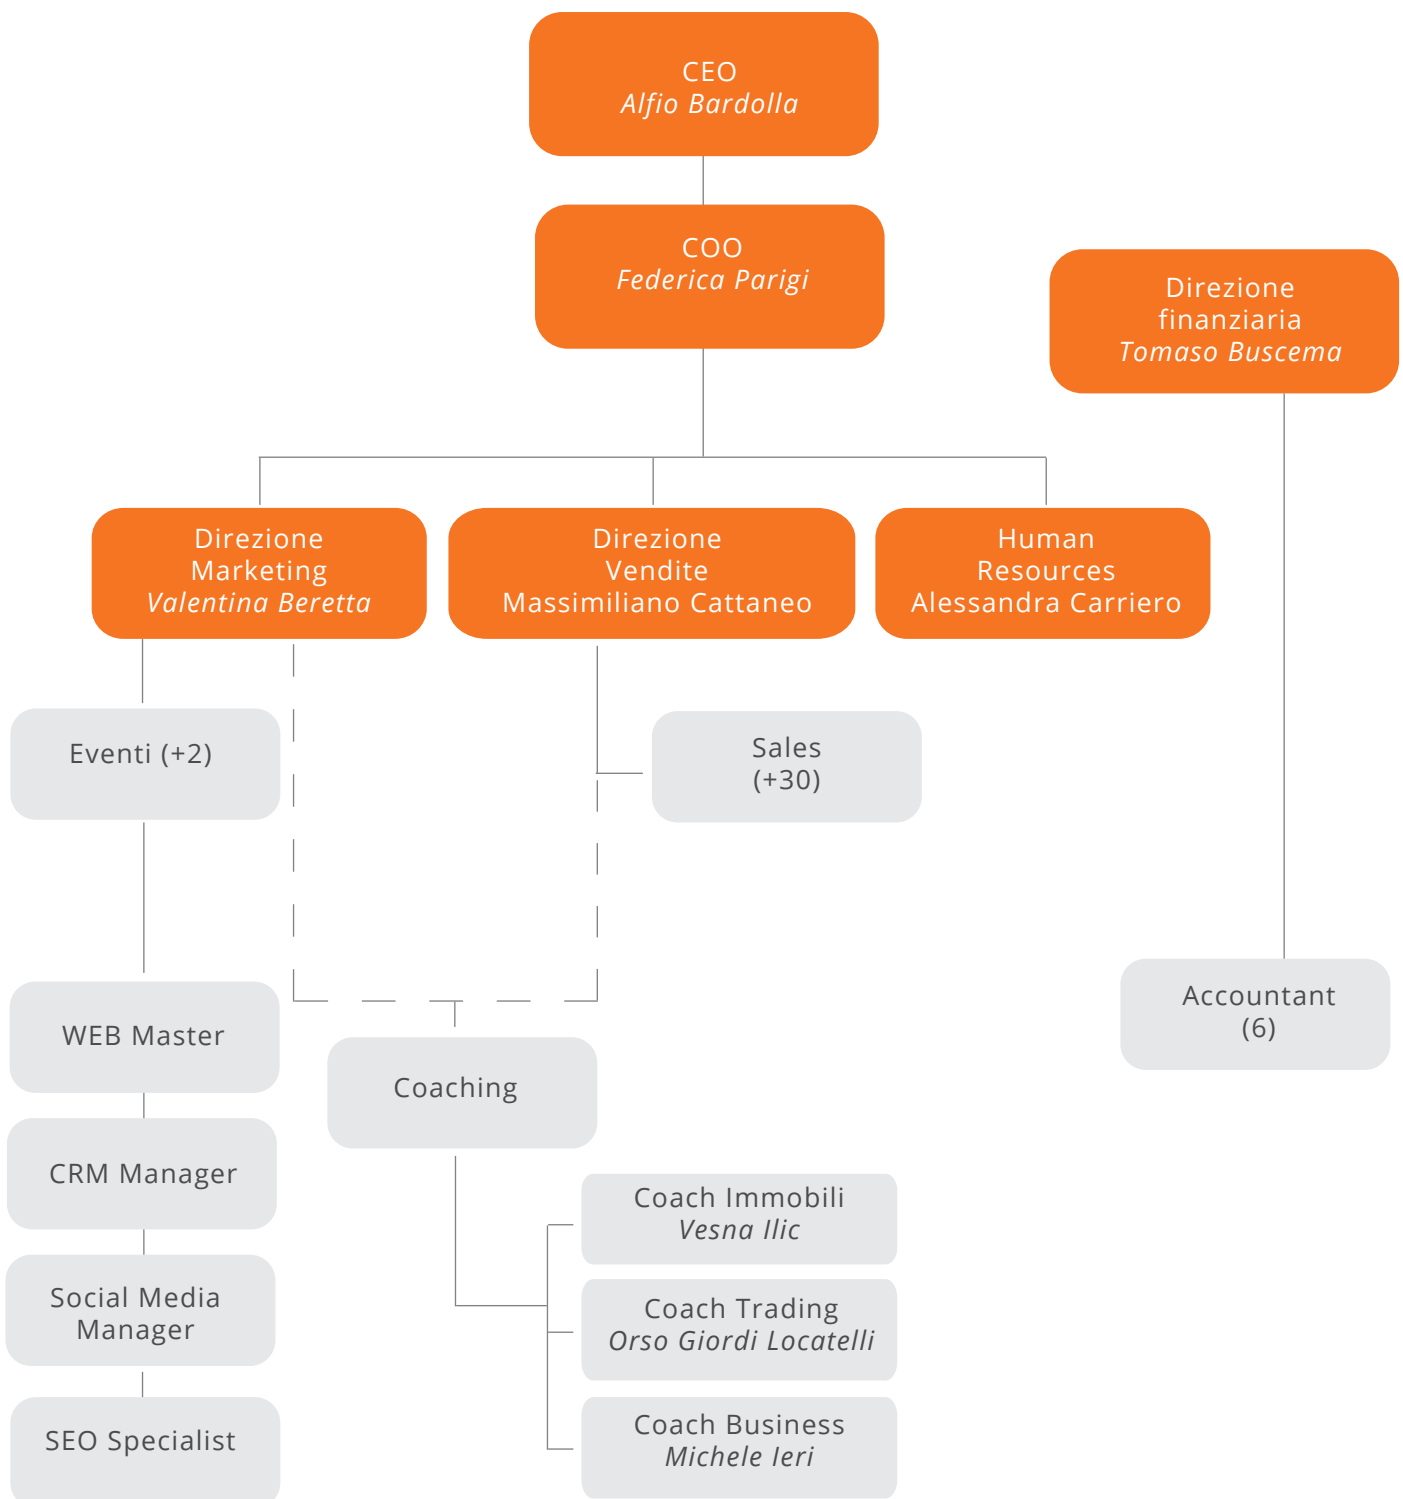 CEO
Alfio Bardolla
COO
Federica Parigi
Direzione
finanziaria
Tomaso Buscema
Direzione
Marketing
Valentina Beretta
Direzione
Vendite
Massimiliano Cattaneo
Human
Resources
Alessandra Carriero
Eventi (+2)
Sales
(+30)
WEB Master
Accountant
(6)
Coaching
CRM Manager
Coach Immobili
Vesna Ilic
Social Media
Manager
Coach Trading
Orso Giordi Locatelli
SEO Specialist
Coach Business
Michele Ieri